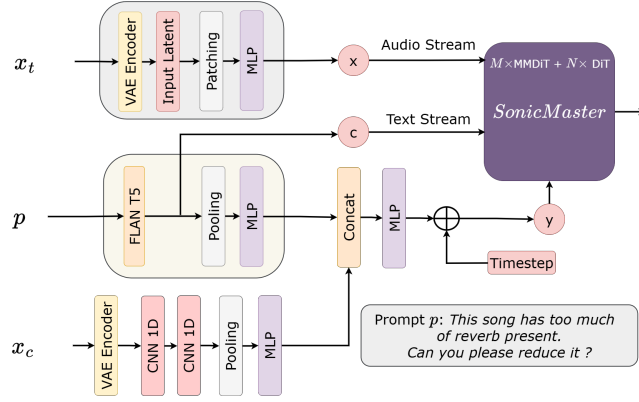 x_t
VAE Encoder
Input Latent
Patching
MLP
x
Audio Stream
M×MMDiT + N× DiT
SonicMaster
c
Text Stream
p
FLAN T5
Pooling
MLP
Concat
MLP
y
Timestep
x_c
VAE Encoder
CNN 1D
CNN 1D
Pooling
MLP
Prompt p: This song has too much
of reverb present.
Can you please reduce it ?